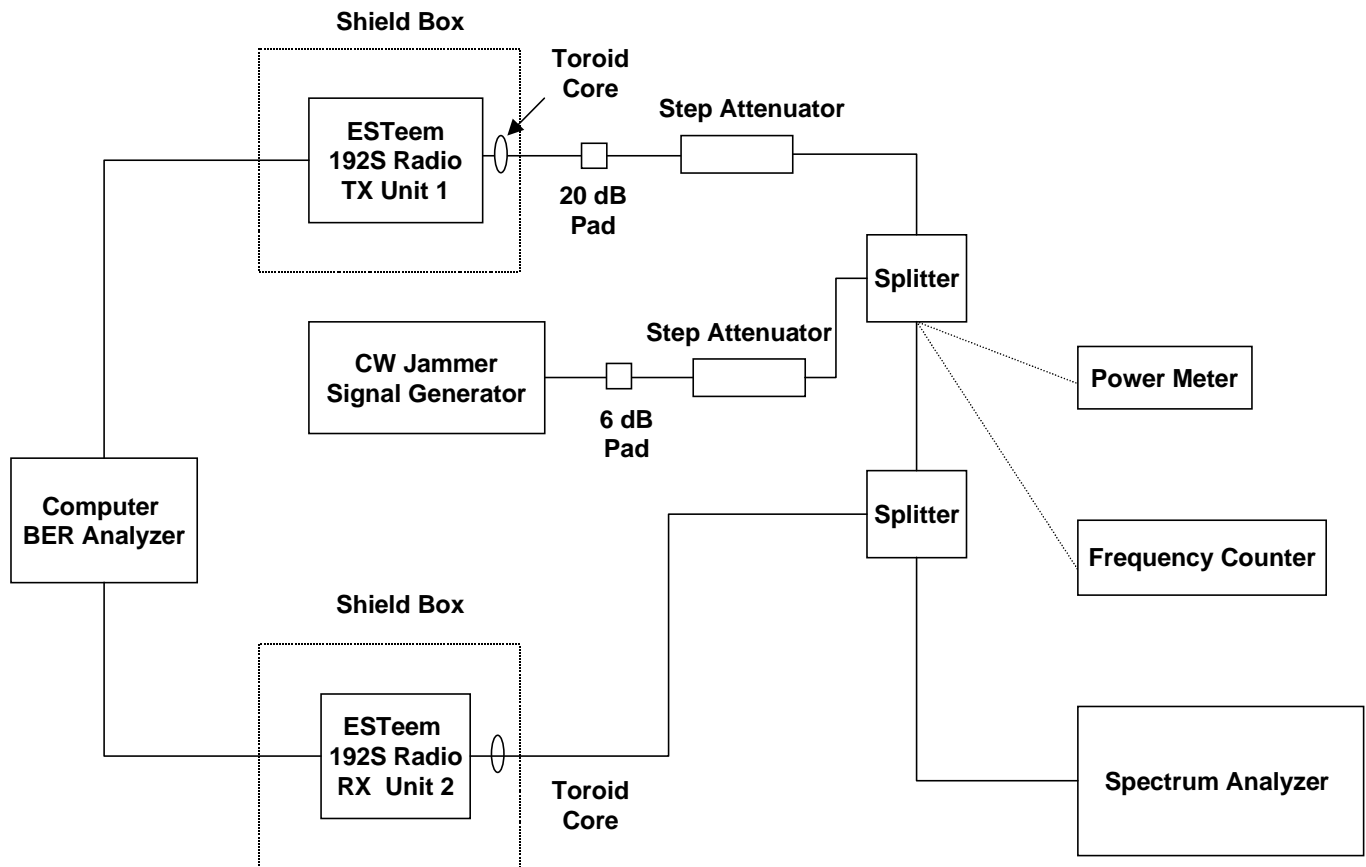 Shield Box
Toroid
Core
Step Attenuator
ESTeem
192S Radio
TX Unit 1
20 dB
Pad
Splitter
Step Attenuator
CW Jammer
Signal Generator
6 dB
Pad
Power Meter
Computer
BER Analyzer
Splitter
Frequency Counter
Shield Box
ESTeem
192S Radio
RX Unit 2
Toroid
Core
Spectrum Analyzer